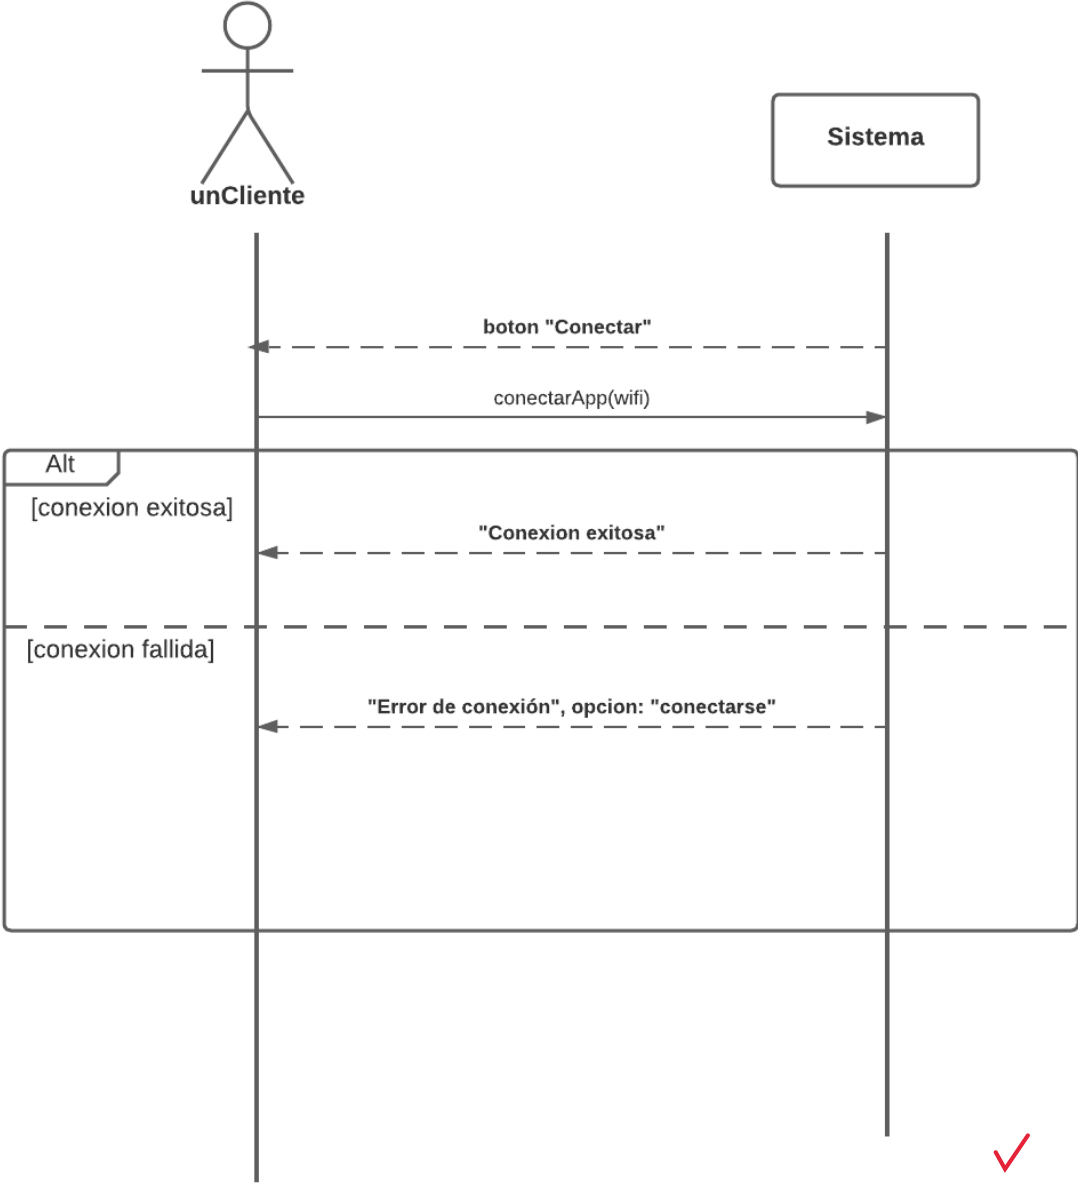 unCliente
Sistema
boton "Conectar"
conectarApp(wifi)
Alt
[conexion exitosa]
"Conexion exitosa"
[conexion fallida]
"Error de conexión", opcion: "conectarse"